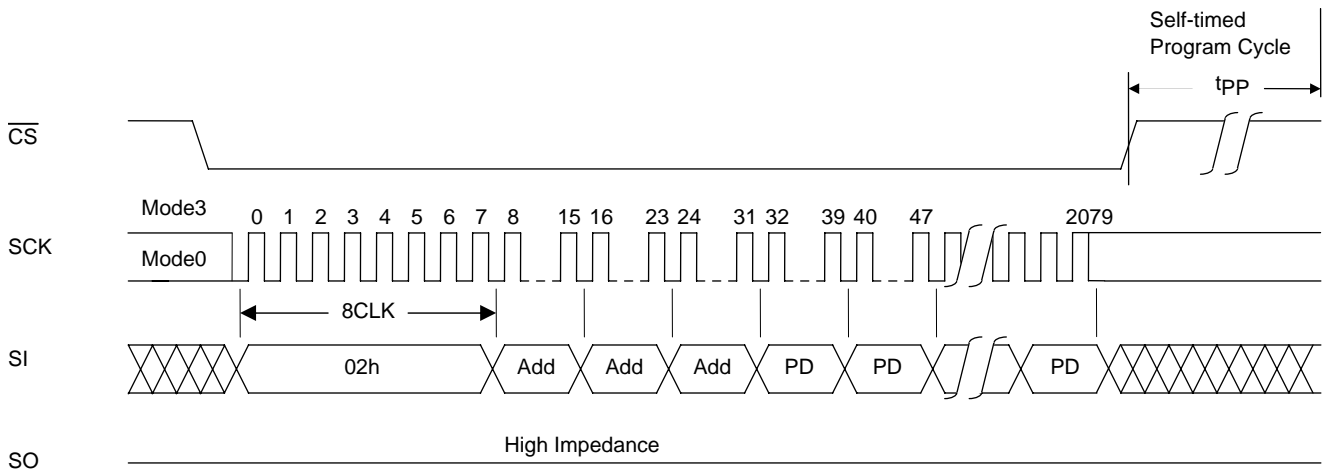 Self-timed
Program Cycle
tPP
CS
Mode3
0 1 2 3 4 5 6 7 8 15 16 23 24 31 32 39 40 47 2079
SCK
Mode0
8CLK
SI
02h Add Add Add PD PD PD
High Impedance
SO